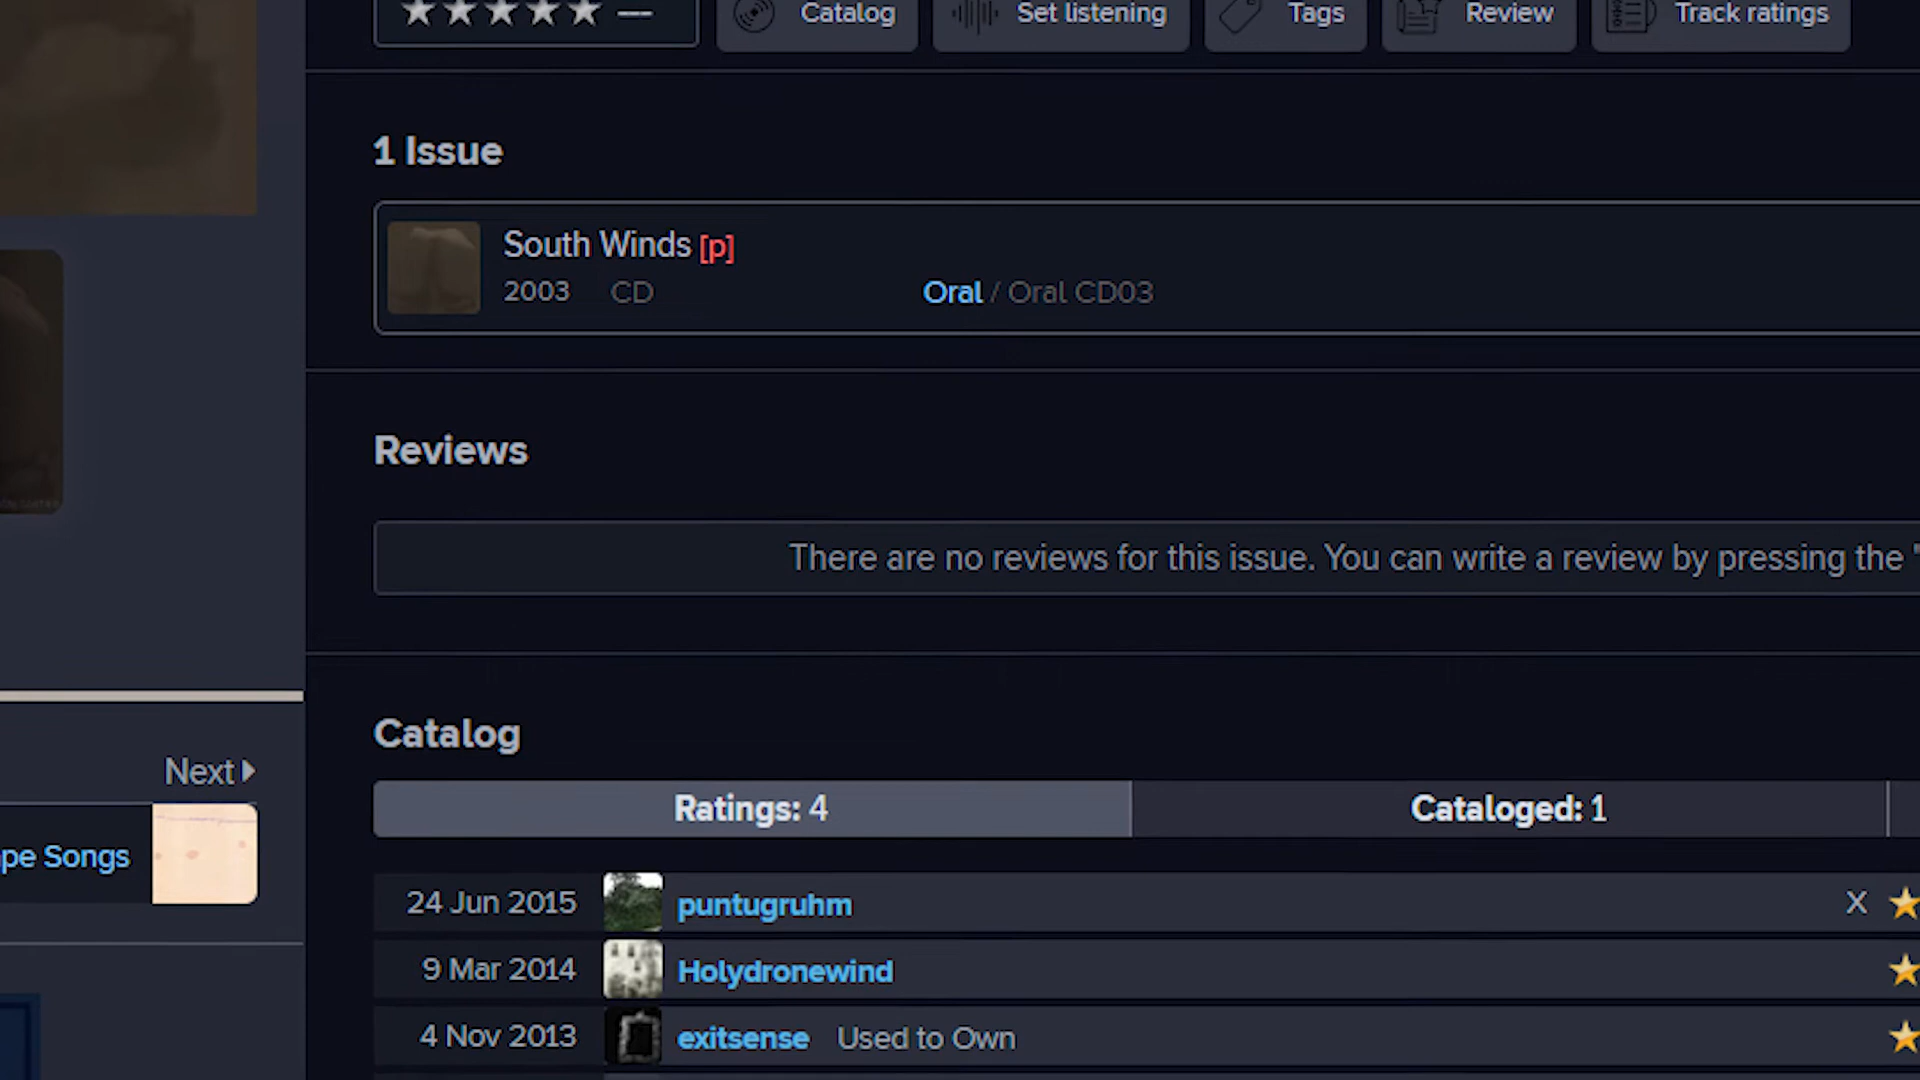 Catalog
Set listening
Tags
Review
Track ratings
1 Issue
South Winds [p]
2003 CD Oral / Oral CD03
Reviews
There are no reviews for this issue. You can write a review by pressing the "
Catalog
Next
Ratings: 4
Cataloged: 1
pe Songs
24 Jun 2015 puntugruhm X
9 Mar 2014 Holydronewind
4 Nov 2013 exitsense Used to Own